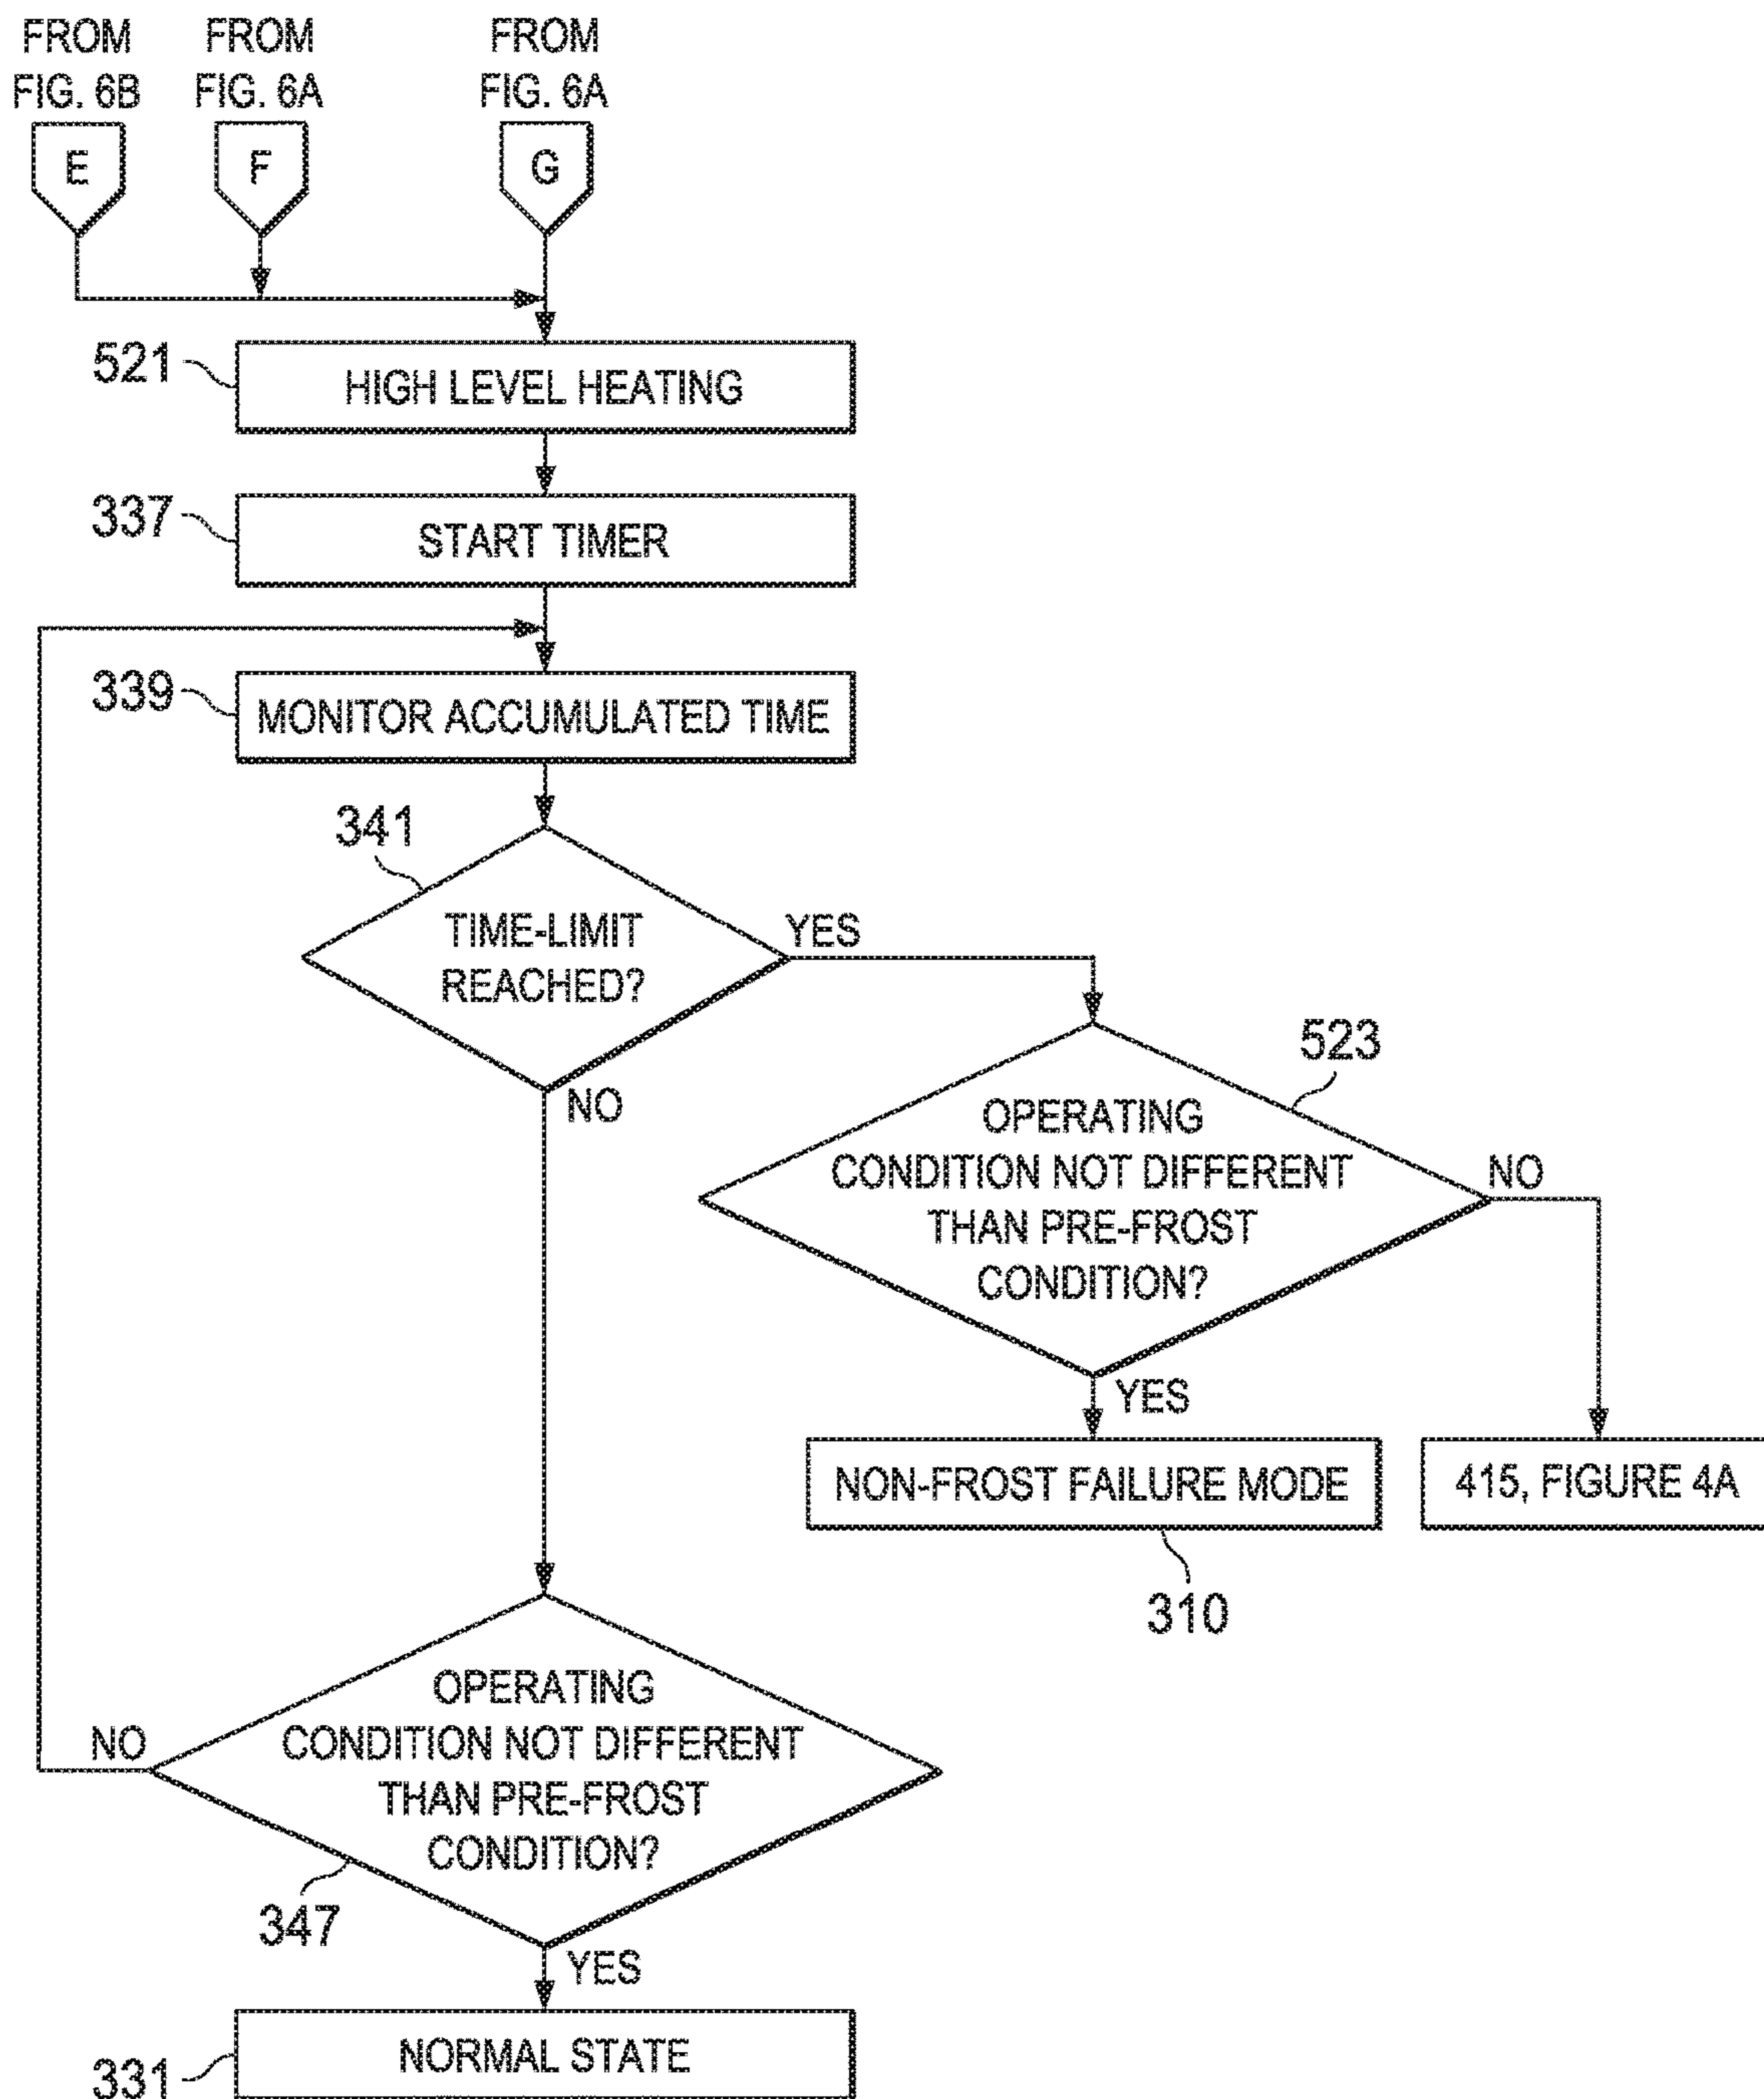 FROM
FIG. 6B
FROM
FIG. 6A
FROM
FIG. 6A
E
F
G
521
HIGH LEVEL HEATING
337
START TIMER
339
MONITOR ACCUMULATED TIME
341
TIME-LIMIT
REACHED?
YES
NO
523
OPERATING
CONDITION NOT DIFFERENT
THAN PRE-FROST
CONDITION?
NO
YES
NON-FROST FAILURE MODE
415, FIGURE 4A
310
OPERATING
CONDITION NOT DIFFERENT
THAN PRE-FROST
CONDITION?
NO
347
YES
NORMAL STATE
331